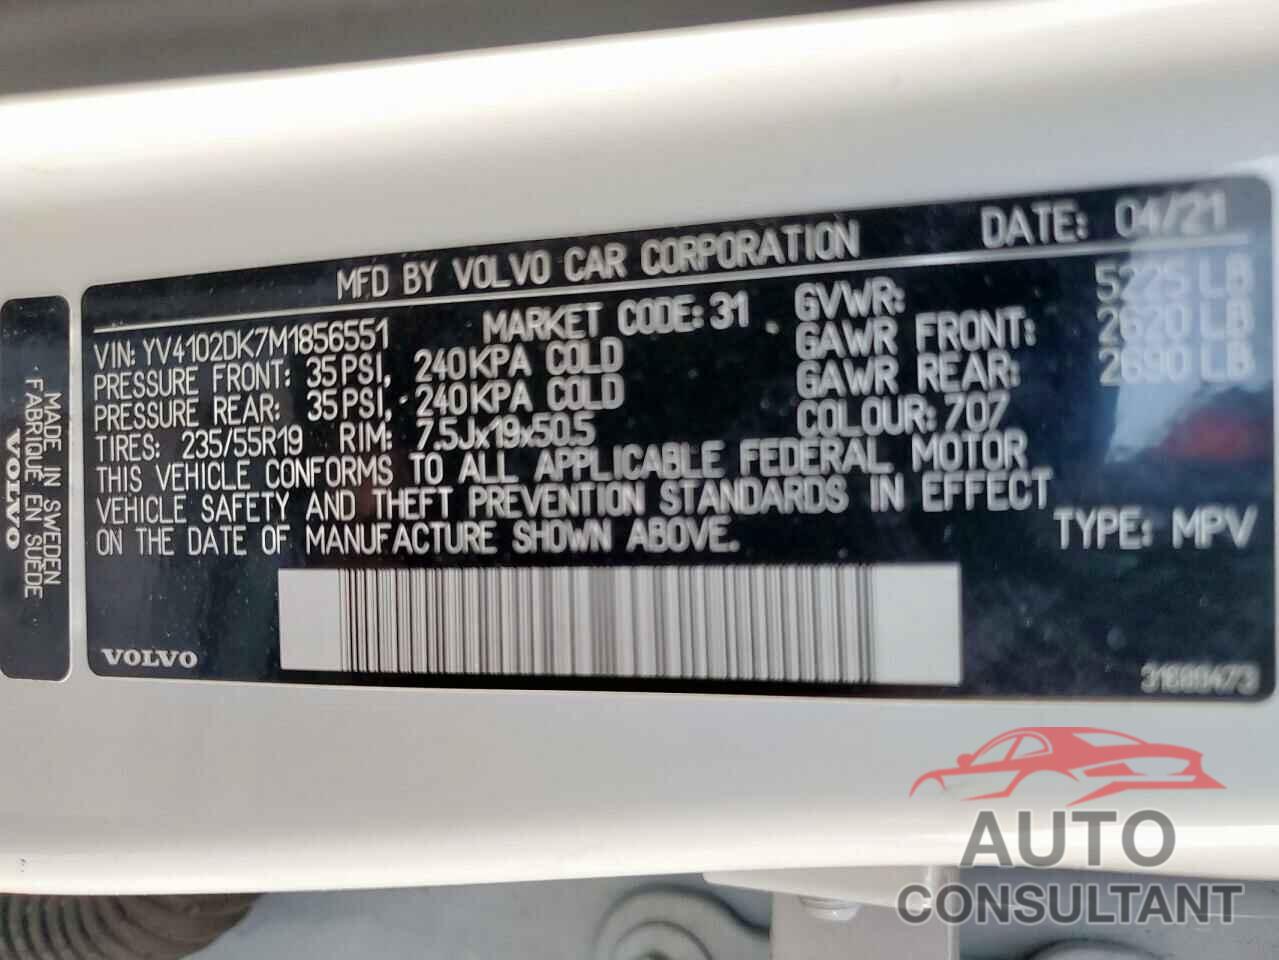 MFD BY VOLVO CAR CORPORATION DATE: 04/21
VIN: YV4102DK7M1856551 MARKET CODE: 31 GVWR: 5225 LB
PRESSURE FRONT: 35 PSI, 240 KPA COLD GAWR FRONT: 2620 LB
PRESSURE REAR: 35 PSI, 240 KPA COLD GAWR REAR: 2690 LB
TIRES: 235/55R19 RIM: 7.5Jx19x50.5 COLOUR: 707
THIS VEHICLE CONFORMS TO ALL APPLICABLE FEDERAL MOTOR
VEHICLE SAFETY AND THEFT PREVENTION STANDARDS IN EFFECT
ON THE DATE OF MANUFACTURE SHOWN ABOVE. TYPE: MPV
VOLVO
MADE IN SWEDEN
FABRIQUE EN SUÈDE
VOLVO
AUTO
CONSULTANT